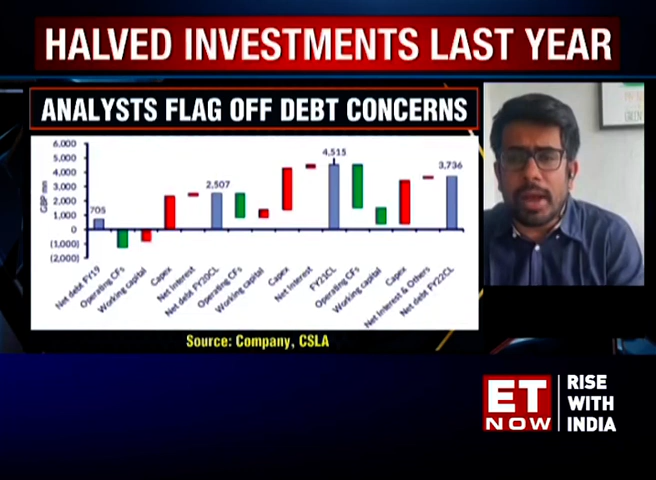 HALVED INVESTMENTS LAST YEAR
ANALYSTS FLAG OFF DEBT CONCERNS
GBP mn
6,000
5,000
4,000
3,000
2,000
1,000
0
(1,000)
(2,000)
705
2,507
4,515
3,736
Net debt FY19
Operating CFs
Working capital
Capex
Net Interest
Net debt FY20CL
Operating CFs
Working capital
Capex
Net Interest
FY21CL
Operating CFs
Working capital
Capex
Net Interest & Others
Net debt FY22CL
Source: Company, CSLA
GREEN
ET
NOW
RISE
WITH
INDIA